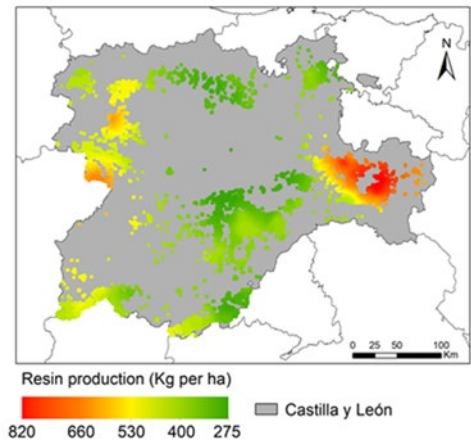 N
0 25 50 100
Km
Resin production (Kg per ha)
820 660 530 400 275
Castilla y León